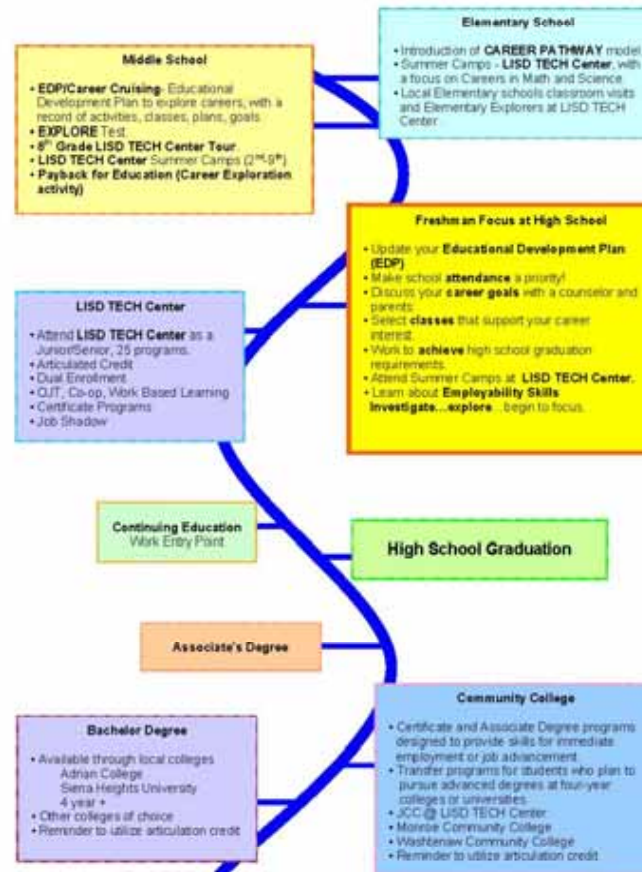 Elementary School
• Introduction of CAREER PATHWAY model
• Summer Camps - LISD TECH Center, with
a focus on Careers in Math and Science.
• Local Elementary schools classroom visits
and Elementary Explorers at LISD TECH
Center
Middle School
• EDP/Career Cruising- Educational
Development Plan to explore careers, with a
record of activities, classes, plans, goals
• EXPLORE Test
• 8th Grade LISD TECH Center Tour
• LISD TECH Center Summer Camps (2nd-9th)
• Payback for Education (Career Exploration
activity)
Freshman Focus at High School
• Update your Educational Development Plan
(EDP)
• Make school attendance a priority!
• Discuss your career goals with a counselor and
parents.
• Select classes that support your career
interest.
• Work to achieve high school graduation
requirements.
• Attend Summer Camps at LISD TECH Center.
• Learn about Employability Skills
Investigate...explore...begin to focus.
LISD TECH Center
• Attend LISD TECH Center as a
Junior/Senior, 25 programs.
• Articulated Credit
• Dual Enrollment
• OJT, Co-op, Work Based Learning
• Certificate Programs
• Job Shadow
Continuing Education
Work Entry Point
High School Graduation
Associate's Degree
Community College
• Certificate and Associate Degree programs
designed to provide skills for immediate
employment or job advancement.
• Transfer programs for students who plan to
pursue advanced degrees at four-year
colleges or universities.
• JCC @ LISD TECH Center
• Monroe Community College
• Washtenaw Community College
• Reminder to utilize articulation credit
Bachelor Degree
• Available through local colleges
Adrian College
Siena Heights University
4 year +
• Other colleges of choice
• Reminder to utilize articulation credit